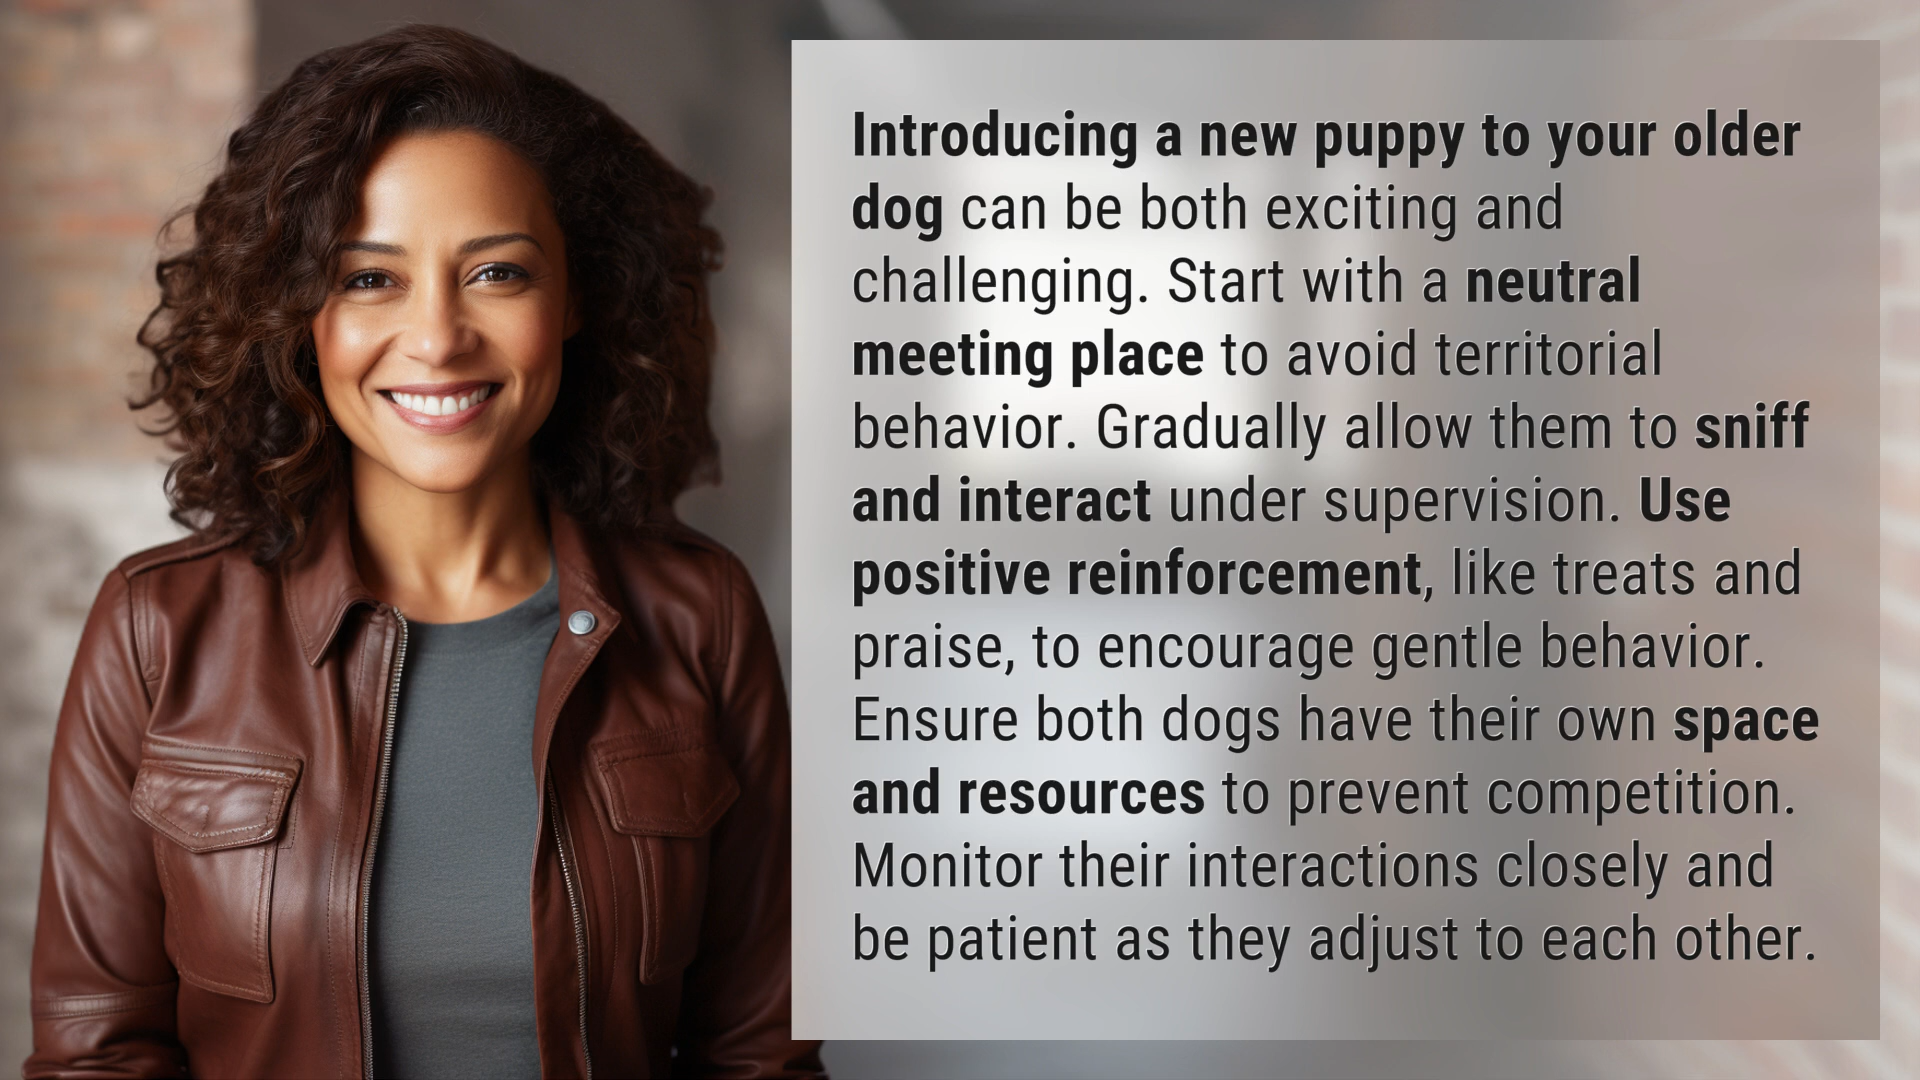 Introducing a new puppy to your older
dog can be both exciting and
challenging. Start with a neutral
meeting place to avoid territorial
behavior. Gradually allow them to sniff
and interact under supervision. Use
positive reinforcement, like treats and
praise, to encourage gentle behavior.
Ensure both dogs have their own space
and resources to prevent competition.
Monitor their interactions closely and
be patient as they adjust to each other.